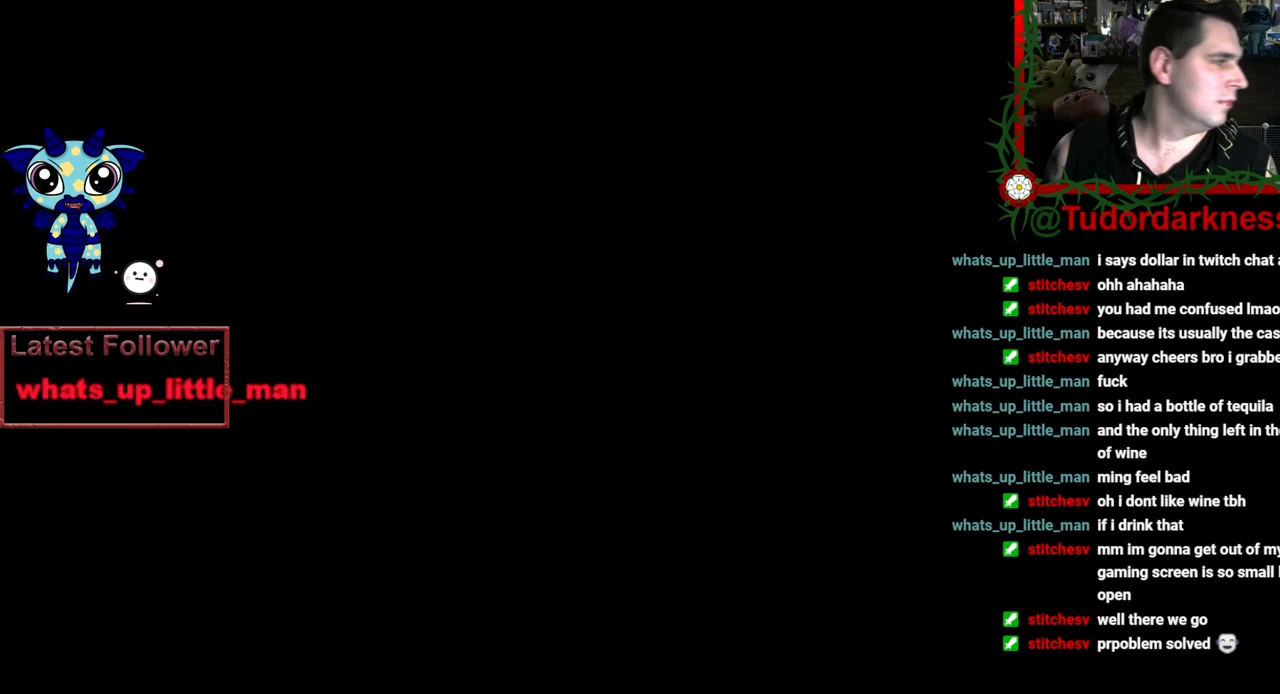 @Tudordarkness
whats_up_little_man i says dollar in twitch chat a
stitchesv ohh ahahaha
stitchesv you had me confused lmao
whats_up_little_man because its usually the cas
stitchesv anyway cheers bro i grabbe
whats_up_little_man fuck
whats_up_little_man so i had a bottle of tequila
whats_up_little_man and the only thing left in the
of wine
whats_up_little_man ming feel bad
stitchesv oh i dont like wine tbh
whats_up_little_man if i drink that
stitchesv mm im gonna get out of my
gaming screen is so small
open
stitchesv well there we go
stitchesv prpoblem solved
Latest Follower
whats_up_little_man